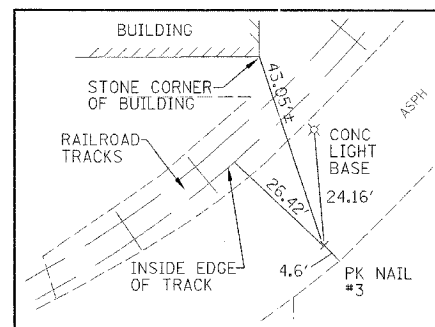 BUILDING
STONE CORNER
OF BUILDING
43.05'±
ASPH
RAILROAD
TRACKS
CONC
LIGHT
BASE
26.42'
24.16'
INSIDE EDGE
OF TRACK
4.6'
PK NAIL
#3